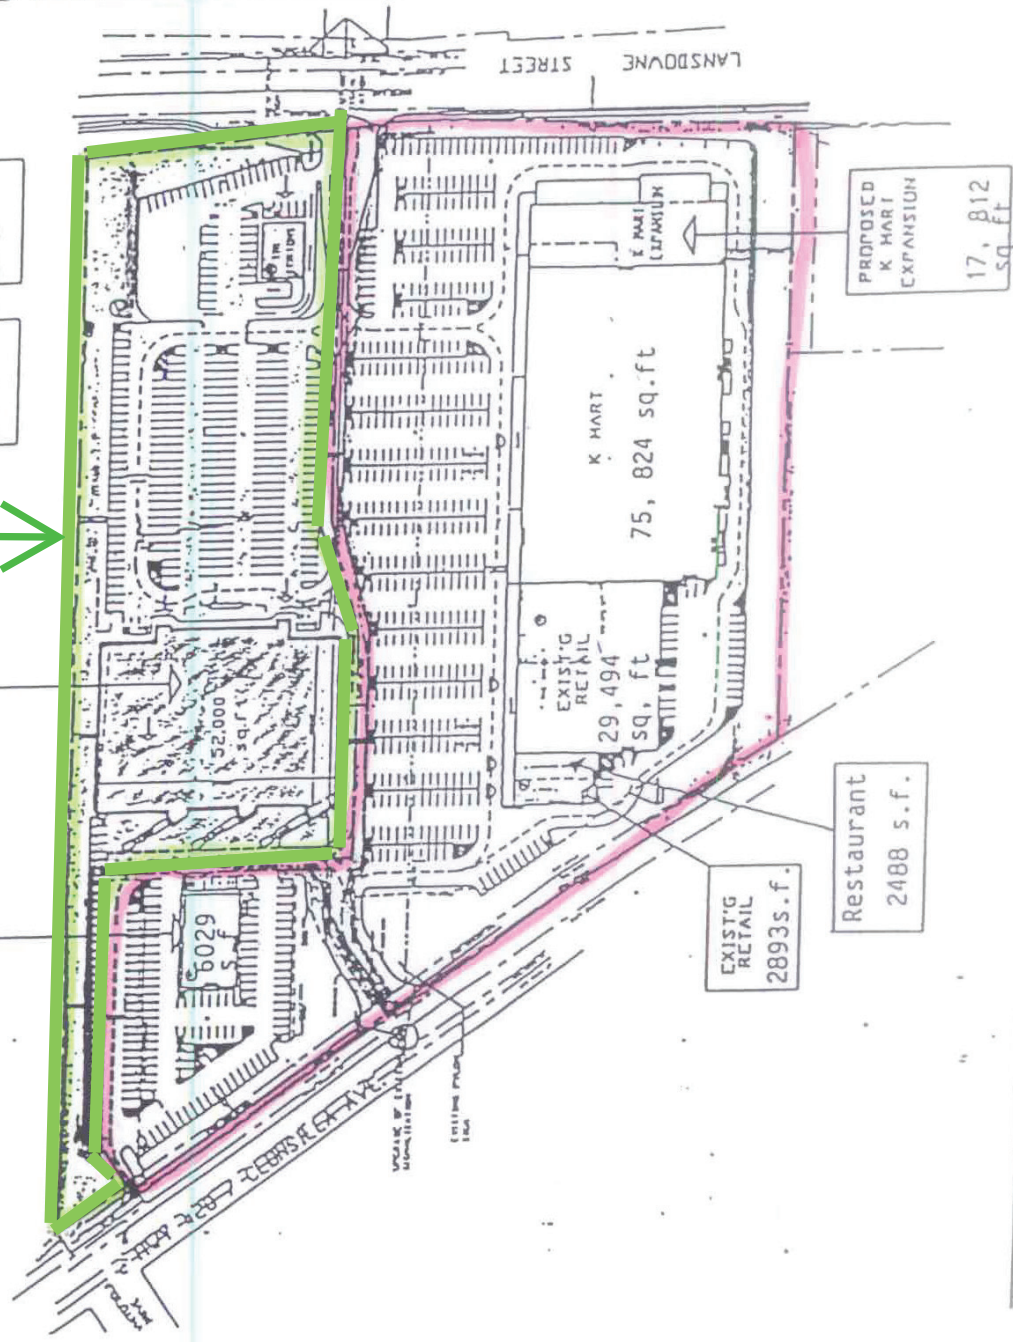 LANSDOWNE STREET
PROPOSED
K MART
EXPANSION
17, 812
sq ft
K MART
EXPANSION
K MART
75, 824 sq.ft
EXIST'G
RETAIL
29,494
sq, ft
52,000
sq.ft
6029
s f
EXIST'G
RETAIL
2893s.f.
Restaurant
2488 s.f.